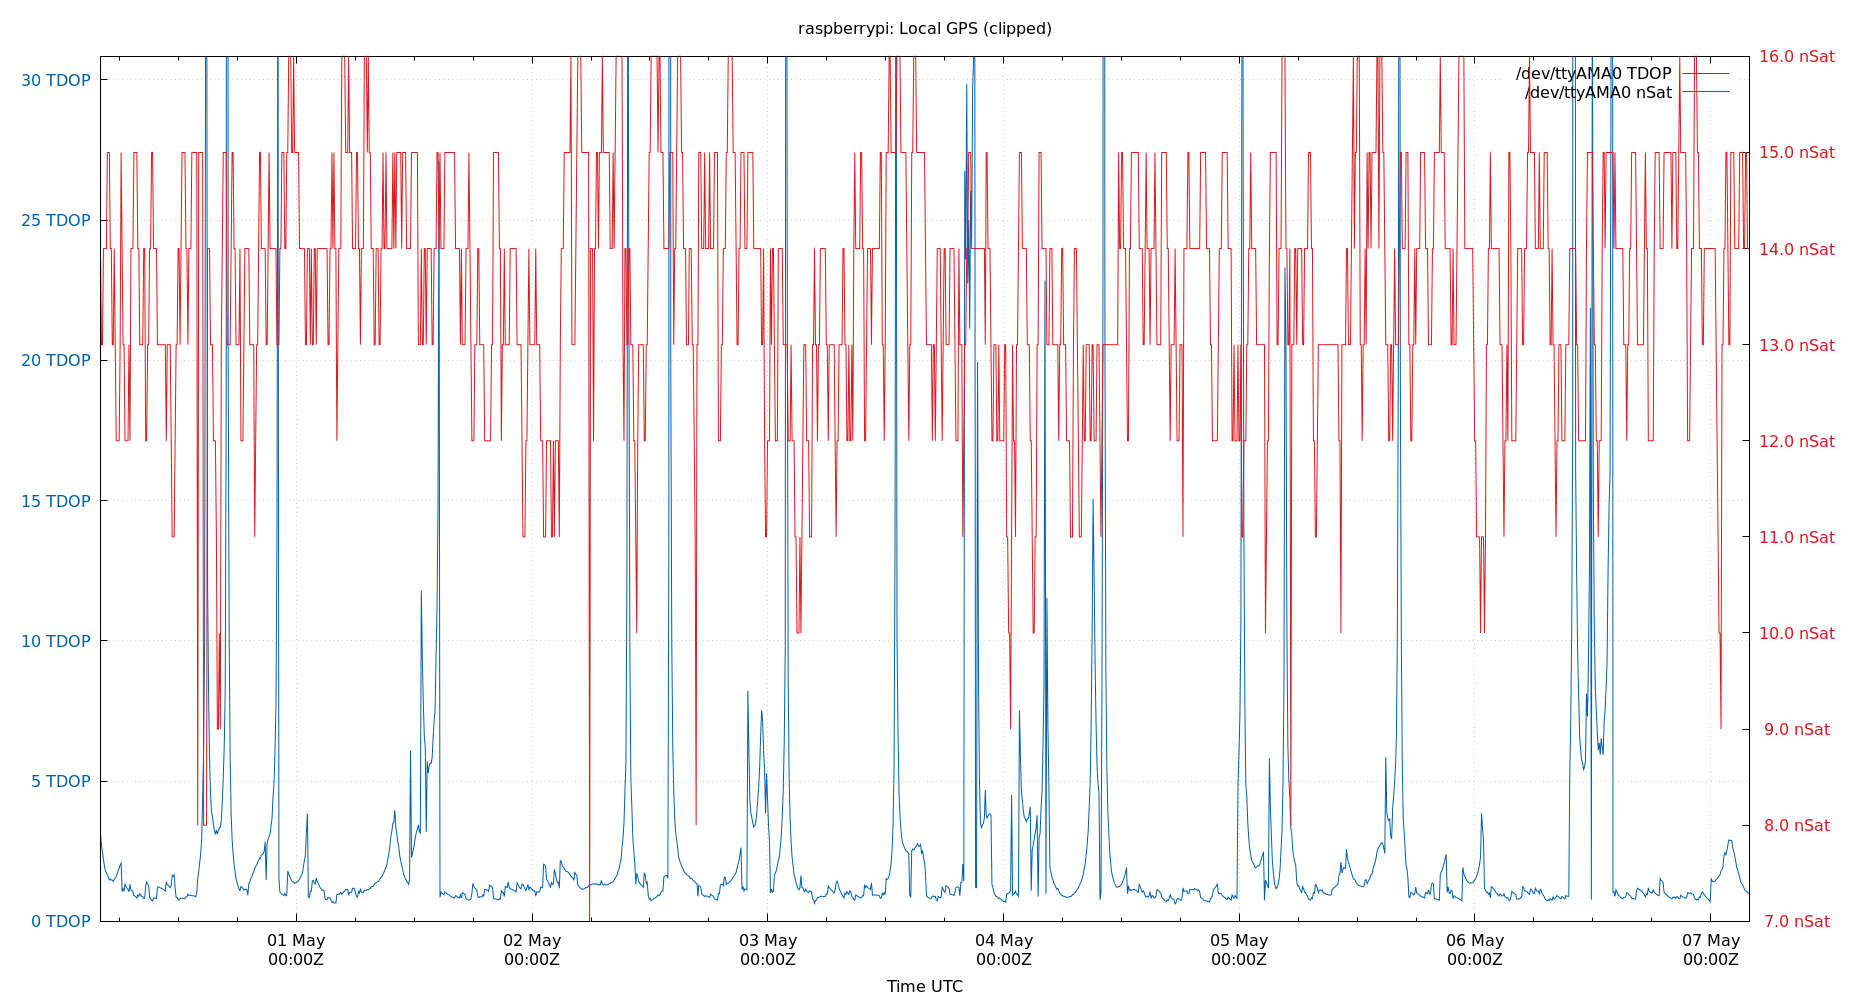 raspberrypi: Local GPS (clipped)
/dev/ttyAMA0 TDOP
/dev/ttyAMA0 nSat
30 TDOP
25 TDOP
20 TDOP
15 TDOP
10 TDOP
5 TDOP
0 TDOP
16.0 nSat
15.0 nSat
14.0 nSat
13.0 nSat
12.0 nSat
11.0 nSat
10.0 nSat
9.0 nSat
8.0 nSat
7.0 nSat
01 May 02 May 03 May 04 May 05 May 06 May 07 May
00:00Z 00:00Z 00:00Z 00:00Z 00:00Z 00:00Z 00:00Z
Time UTC